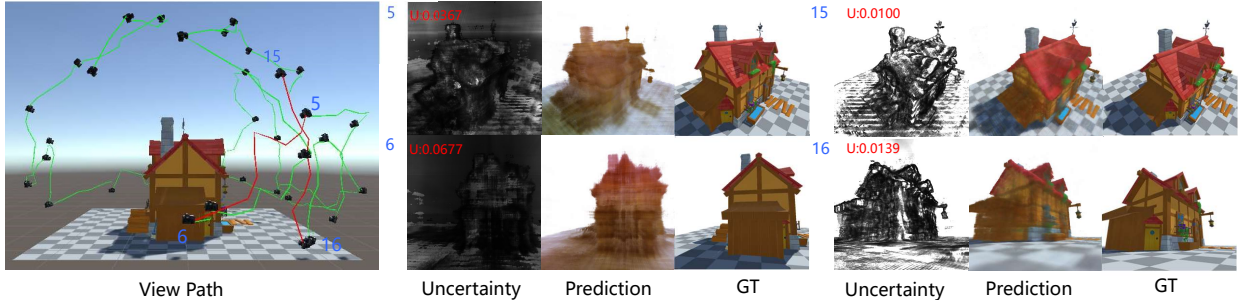 15
5
6
16
View Path
5
U:0.0567
6
U:0.0677
Uncertainty
Prediction
GT
15
U:0.0100
16
U:0.0139
Uncertainty
Prediction
GT